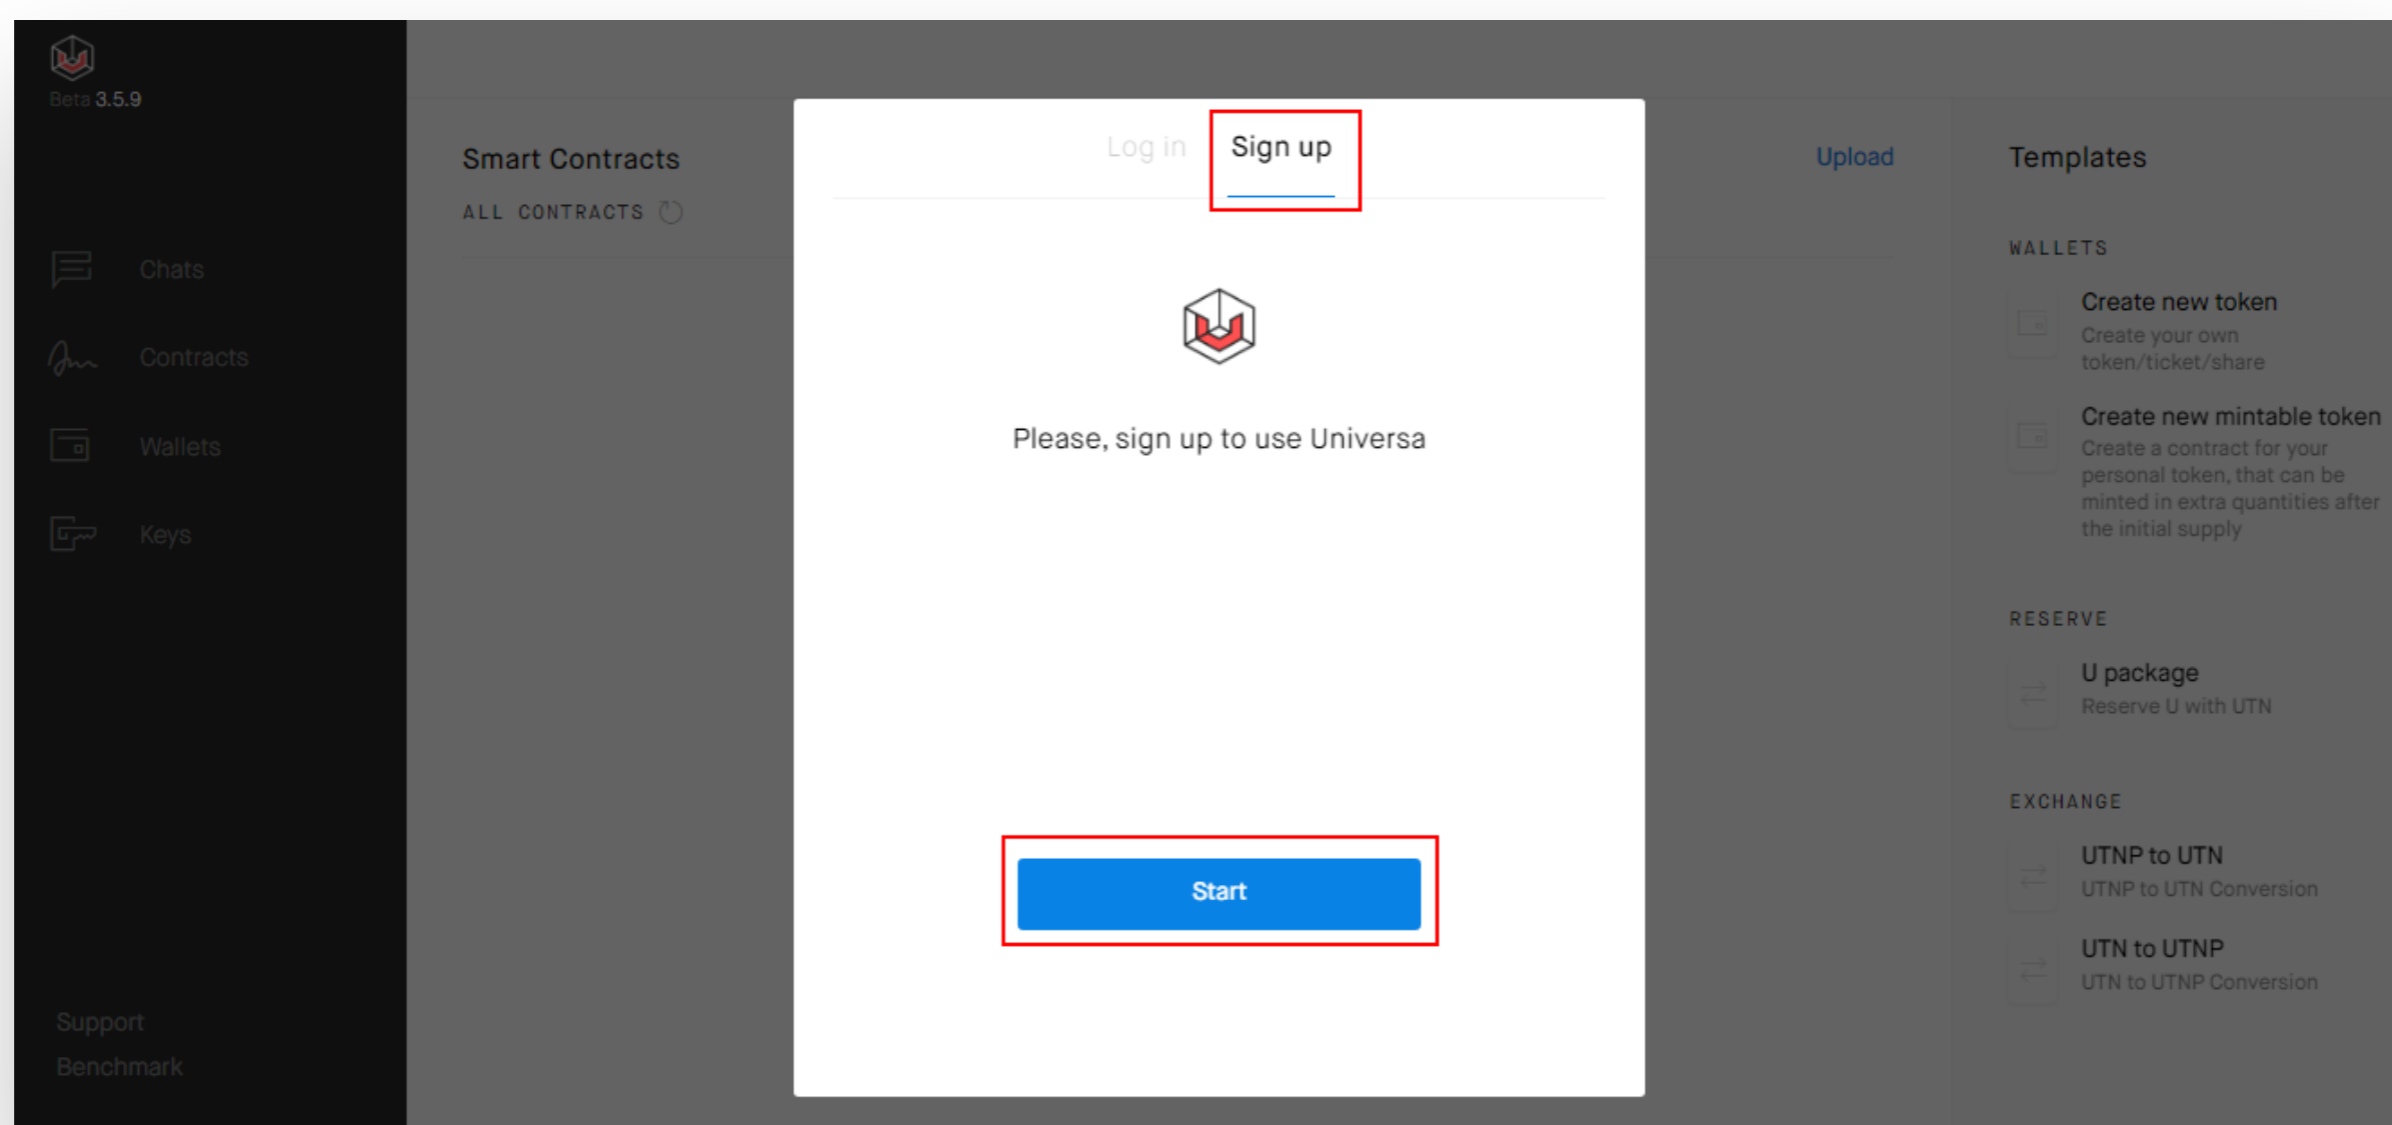 Beta 3.5.9
Chats
Contracts
Wallets
Keys
Support
Benchmark
Smart Contracts
ALL CONTRACTS
Upload
Log in
Sign up
Please, sign up to use Universa
Start
Templates
WALLETS
Create new token
Create your own
token/ticket/share
Create new mintable token
Create a contract for your
personal token, that can be
minted in extra quantities after
the initial supply
RESERVE
U package
Reserve U with UTN
EXCHANGE
UTNP to UTN
UTNP to UTN Conversion
UTN to UTNP
UTN to UTNP Conversion